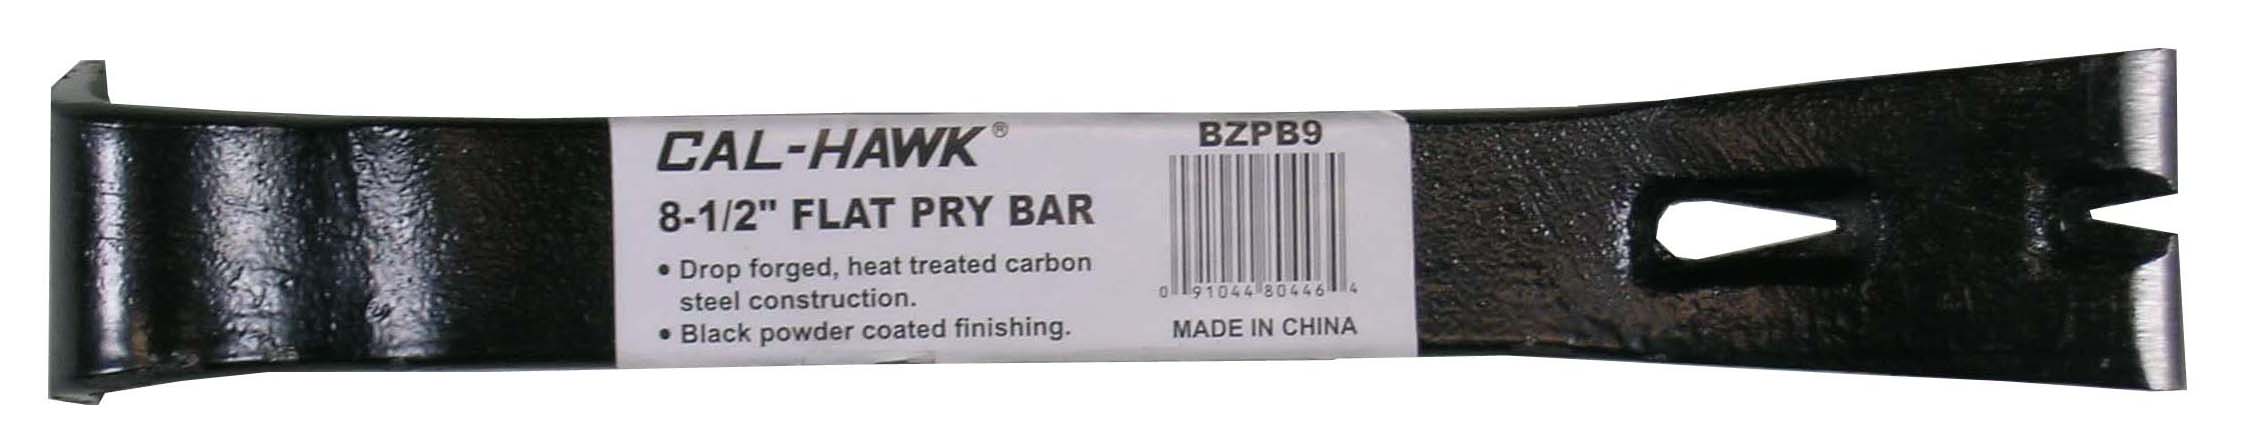 CAL-HAWK®
8-1/2" FLAT PRY BAR
• Drop forged, heat treated carbon
steel construction.
• Black powder coated finishing.
BZPB9
0 91044 80446 4
MADE IN CHINA